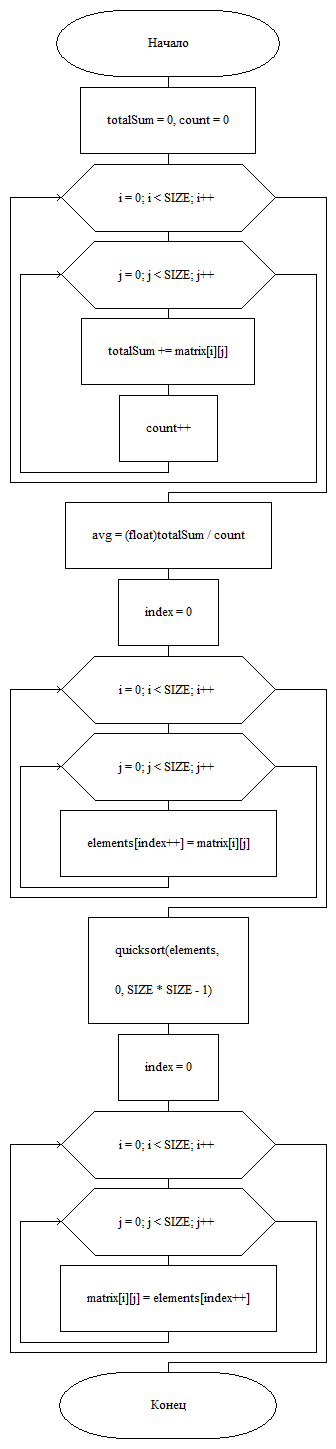 Начало
totalSum = 0, count = 0
i = 0; i < SIZE; i++
j = 0; j < SIZE; j++
totalSum += matrix[i][j]
count++
avg = (float)totalSum / count
index = 0
i = 0; i < SIZE; i++
j = 0; j < SIZE; j++
elements[index++] = matrix[i][j]
quicksort(elements,
0, SIZE * SIZE - 1)
index = 0
i = 0; i < SIZE; i++
j = 0; j < SIZE; j++
matrix[i][j] = elements[index++]
Конец